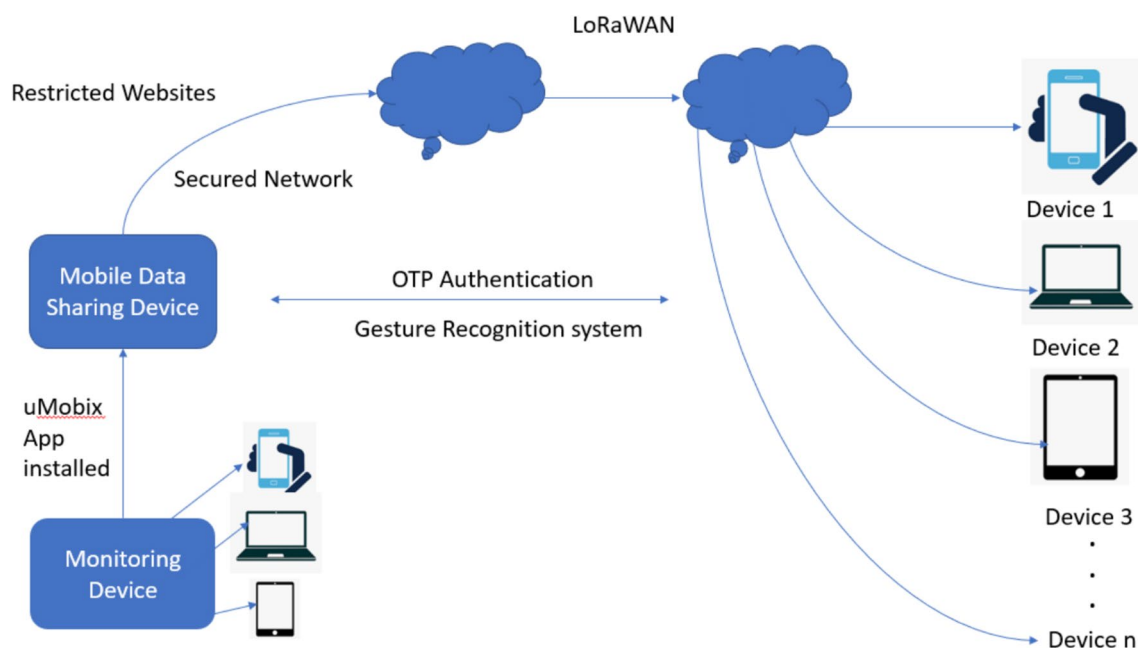 LoRaWAN
Restricted Websites
Secured Network
Device 1
Mobile Data
Sharing Device
OTP Authentication
Gesture Recognition system
Device 2
uMobix
App
installed
Device 3
Monitoring
Device
Device n